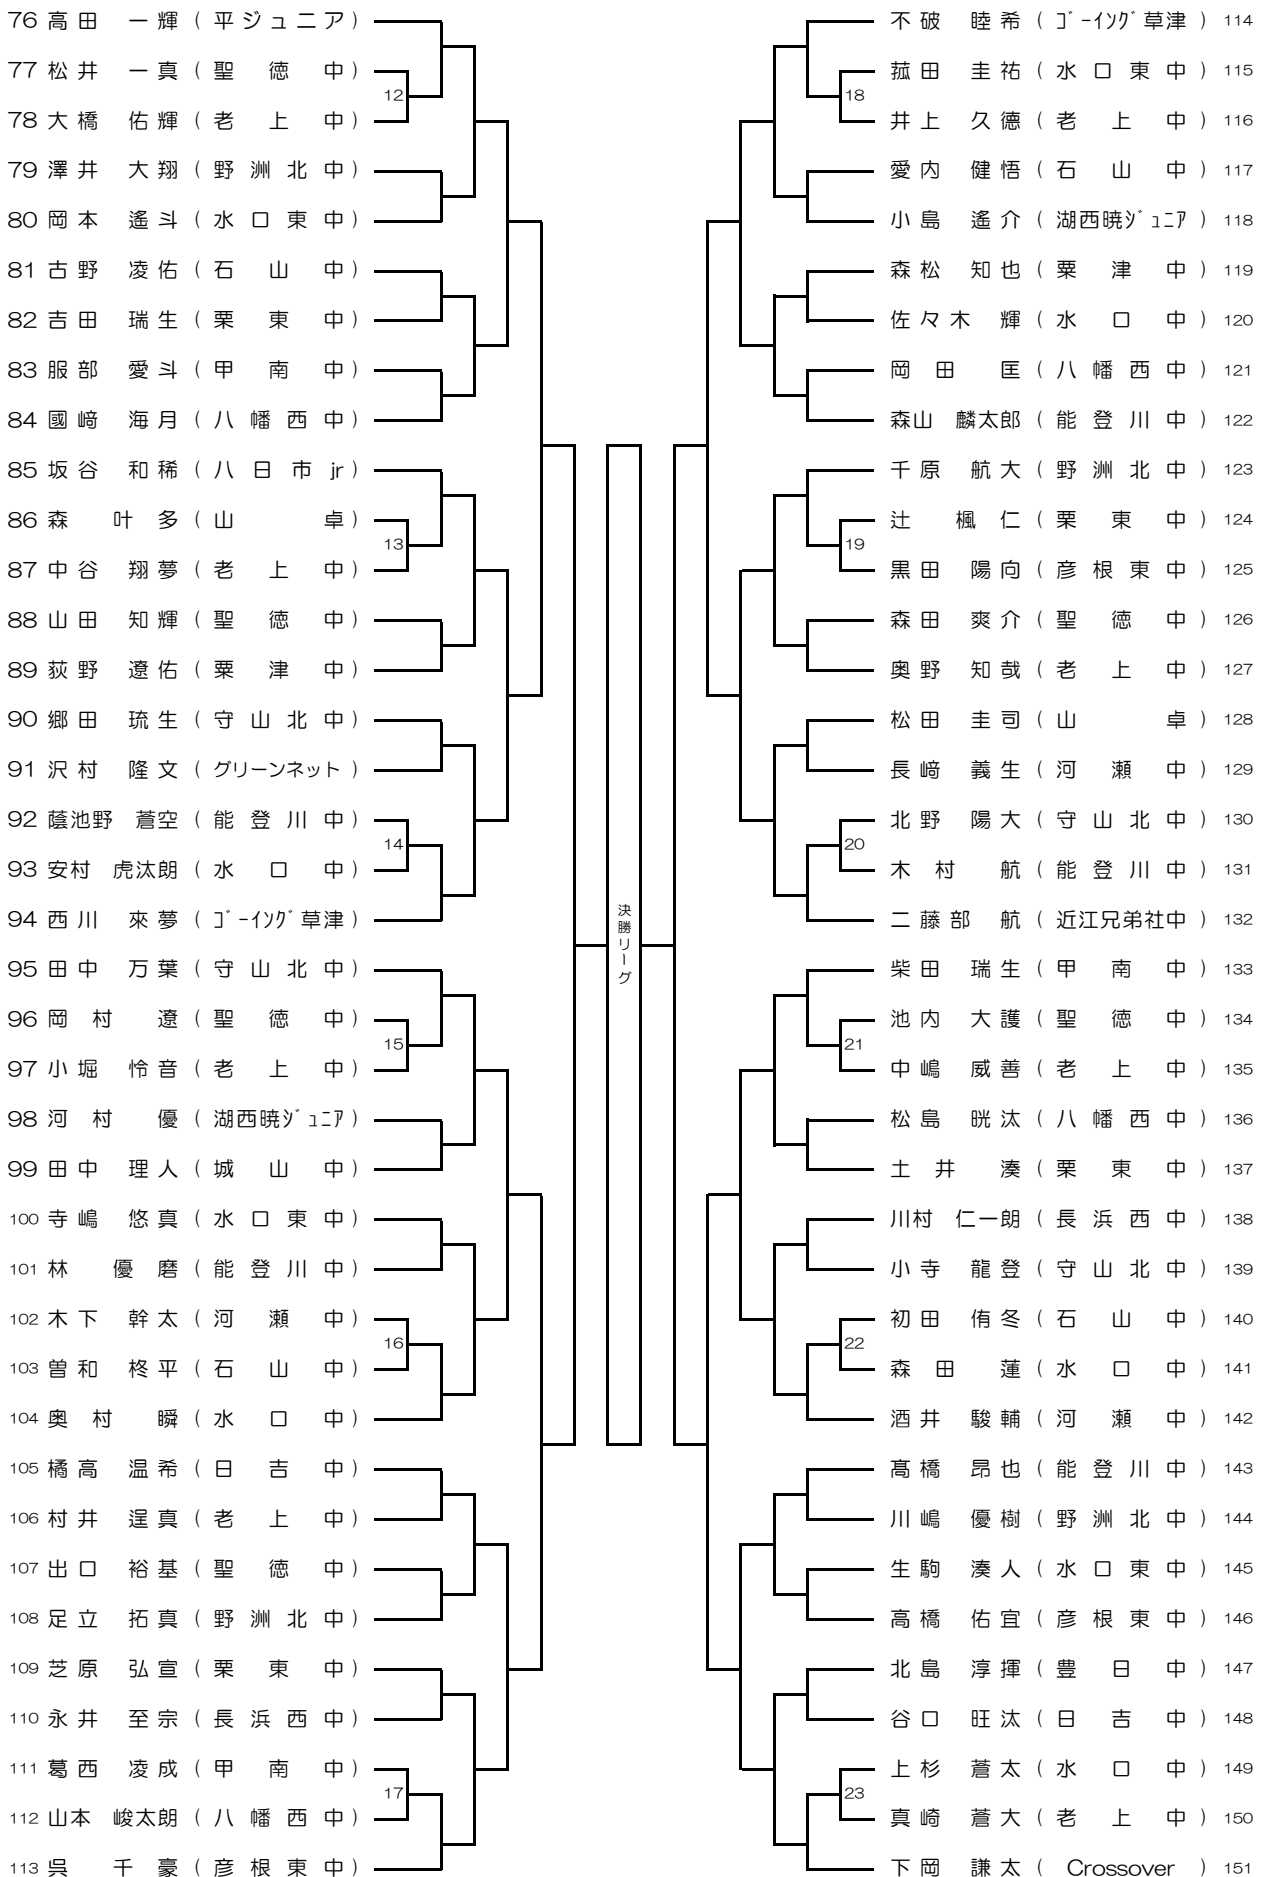 76 高田 一輝 ( 平ジュニア )
77 松井 一真 ( 聖徳中 )
12
78 大橋 佑輝 ( 老上中 )
79 澤井 大翔 ( 野洲北中 )
80 岡本 遙斗 ( 水口東中 )
81 古野 凌佑 ( 石山中 )
82 吉田 瑞生 ( 栗東中 )
83 服部 愛斗 ( 甲南中 )
84 國﨑 海月 ( 八幡西中 )
85 坂谷 和稀 ( 八日市jr )
86 森 叶多 ( 山卓 )
13
87 中谷 翔夢 ( 老上中 )
88 山田 知輝 ( 聖徳中 )
89 荻野 遼佑 ( 粟津中 )
90 郷田 琉生 ( 守山北中 )
91 沢村 隆文 ( グリーンネット )
92 蔭池野 蒼空 ( 能登川中 )
14
93 安村 虎汰朗 ( 水口中 )
94 西川 來夢 ( ｺﾞｰｲﾝｸﾞ草津 )
95 田中 万葉 ( 守山北中 )
96 岡村 遼 ( 聖徳中 )
15
97 小堀 怜音 ( 老上中 )
98 河村 優 ( 湖西暁ｼﾞｭﾆｱ )
99 田中 理人 ( 城山中 )
100 寺嶋 悠真 ( 水口東中 )
101 林 優磨 ( 能登川中 )
102 木下 幹太 ( 河瀬中 )
16
103 曽和 柊平 ( 石山中 )
104 奥村 瞬 ( 水口中 )
105 橘高 温希 ( 日吉中 )
106 村井 逞真 ( 老上中 )
107 出口 裕基 ( 聖徳中 )
108 足立 拓真 ( 野洲北中 )
109 芝原 弘宣 ( 栗東中 )
110 永井 至宗 ( 長浜西中 )
111 葛西 凌成 ( 甲南中 )
17
112 山本 峻太朗 ( 八幡西中 )
113 呉 千豪 ( 彦根東中 )
決勝リーグ
不破 睦希 ( ｺﾞｰｲﾝｸﾞ草津 ) 114
菰田 圭祐 ( 水口東中 ) 115
18
井上 久徳 ( 老上中 ) 116
愛内 健悟 ( 石山中 ) 117
小島 遙介 ( 湖西暁ｼﾞｭﾆｱ ) 118
森松 知也 ( 粟津中 ) 119
佐々木 輝 ( 水口中 ) 120
岡田 匡 ( 八幡西中 ) 121
森山 麟太郎 ( 能登川中 ) 122
千原 航大 ( 野洲北中 ) 123
辻 楓仁 ( 栗東中 ) 124
19
黒田 陽向 ( 彦根東中 ) 125
森田 爽介 ( 聖徳中 ) 126
奥野 知哉 ( 老上中 ) 127
松田 圭司 ( 山卓 ) 128
長﨑 義生 ( 河瀬中 ) 129
北野 陽大 ( 守山北中 ) 130
20
木村 航 ( 能登川中 ) 131
二藤部 航 ( 近江兄弟社中 ) 132
柴田 瑞生 ( 甲南中 ) 133
池内 大護 ( 聖徳中 ) 134
21
中嶋 威善 ( 老上中 ) 135
松島 晄汰 ( 八幡西中 ) 136
土井 湊 ( 栗東中 ) 137
川村 仁一朗 ( 長浜西中 ) 138
小寺 龍登 ( 守山北中 ) 139
初田 侑冬 ( 石山中 ) 140
22
森田 蓮 ( 水口中 ) 141
酒井 駿輔 ( 河瀬中 ) 142
髙橋 昂也 ( 能登川中 ) 143
川嶋 優樹 ( 野洲北中 ) 144
生駒 湊人 ( 水口東中 ) 145
高橋 佑宜 ( 彦根東中 ) 146
北島 淳揮 ( 豊日中 ) 147
谷口 旺汰 ( 日吉中 ) 148
上杉 蒼太 ( 水口中 ) 149
23
真崎 蒼大 ( 老上中 ) 150
下岡 謙太 ( Crossover ) 151